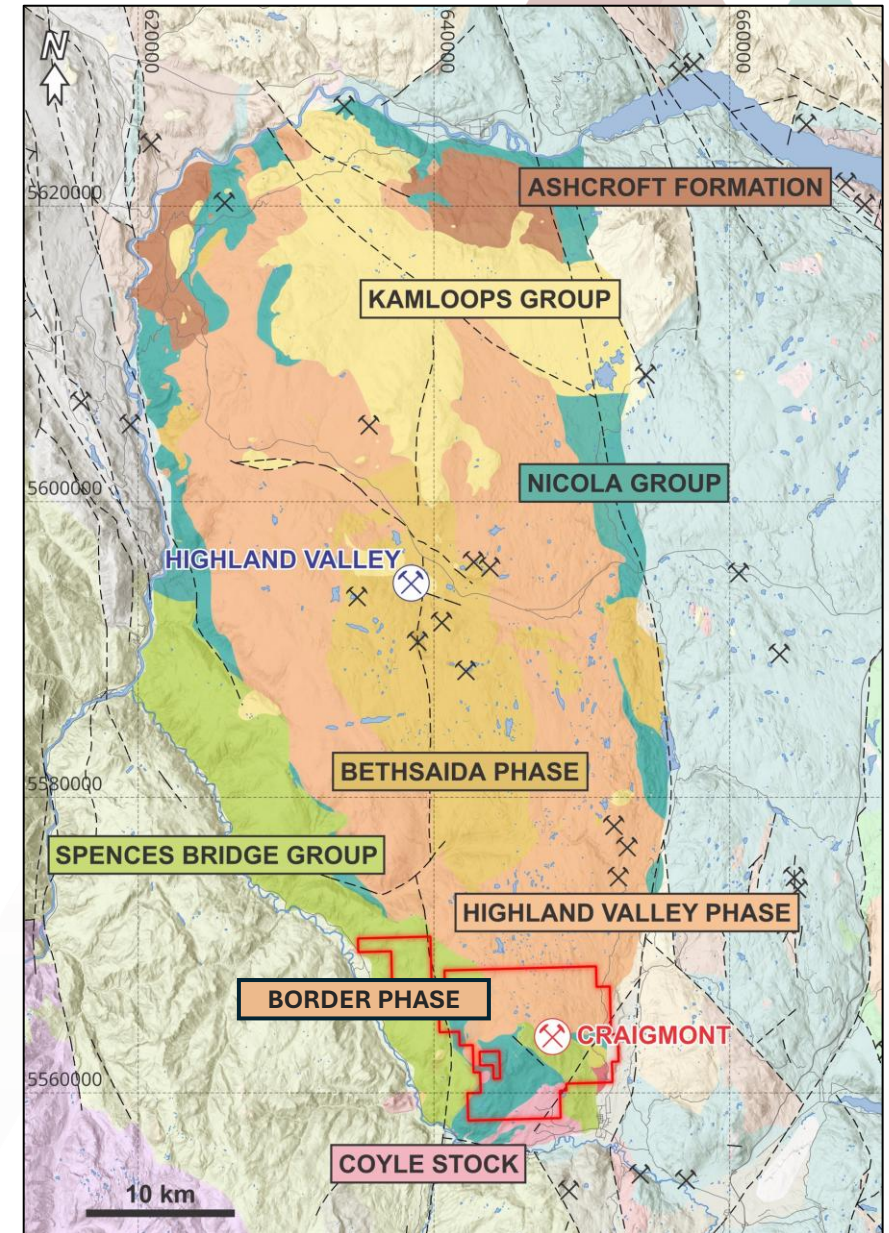 N
620000
640000
660000
5620000
ASHCROFT FORMATION
KAMLOOPS GROUP
5600000
NICOLA GROUP
HIGHLAND VALLEY
BETHSAIDA PHASE
5580000
SPENCES BRIDGE GROUP
HIGHLAND VALLEY PHASE
BORDER PHASE
CRAIGMONT
5560000
COYLE STOCK
10 km